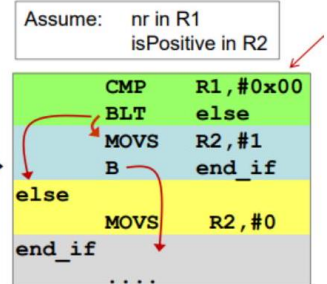 Assume: nr in R1
isPositive in R2
CMP R1,#0x00
BLT else
MOVS R2,#1
B end_if
else
MOVS R2,#0
end_if
....